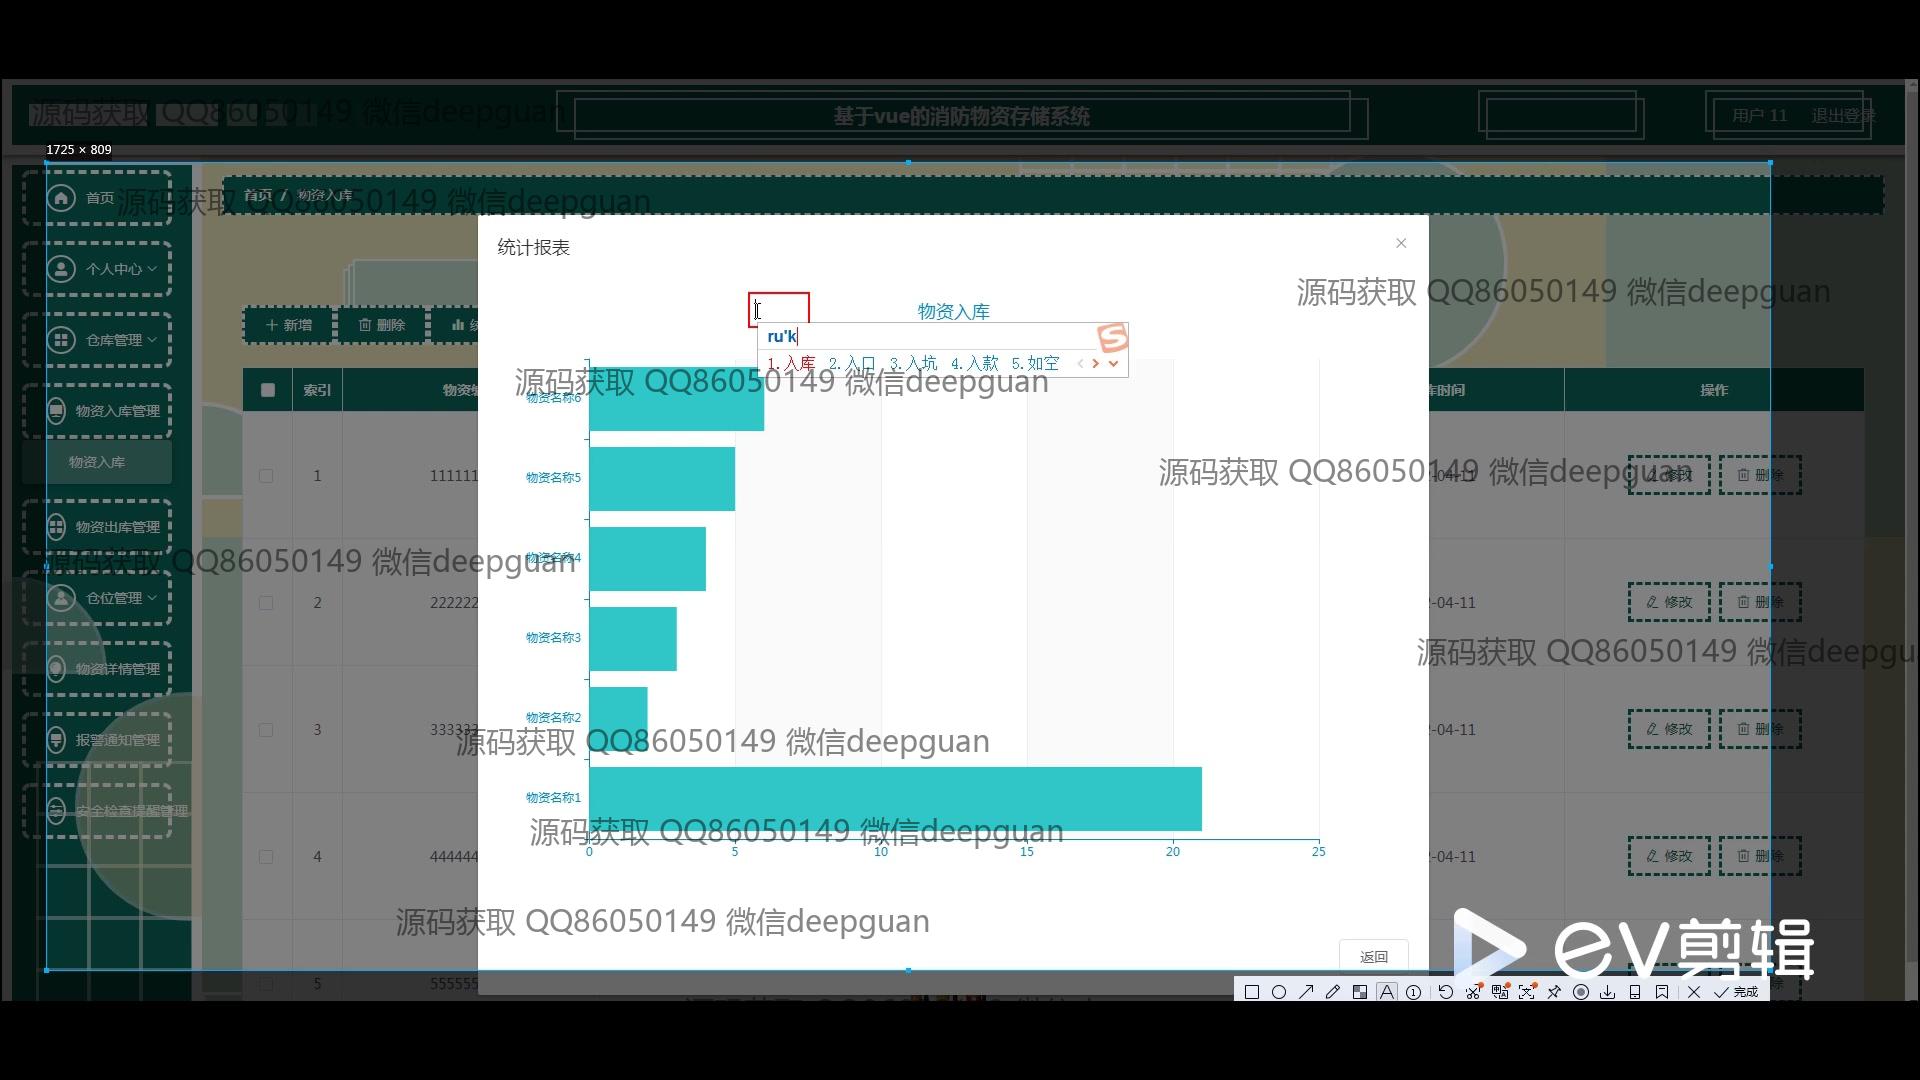 源码获取 QQ86050149 微信deepguan
基于vue的消防物资存储系统
用户 11
退出登录
1725 × 809
首页
源码获取 QQ86050149 微信deepguan
首页 / 物资入库
个人中心
仓库管理
物资入库管理
物资入库
物资出库管理
仓位管理
物资详情管理
报警通知管理
安全检查提醒管理
新增
删除
统计报表
物资入库
源码获取 QQ86050149 微信deepguan
ru'k
1.入库 2.入口 3.入坑 4.入款 5.如空
源码获取 QQ86050149 微信deepguan
物资名称6
物资名称5
物资名称4
物资名称3
物资名称2
物资名称1
0 5 10 15 20 25
索引
操作
1
111111
源码获取 QQ86050149 微信deepguan
修改
删除
源码获取 QQ86050149 微信deepguan
2
222222
-04-11
修改
删除
源码获取 QQ86050149 微信deepgu
3
333333
-04-11
修改
删除
源码获取 QQ86050149 微信deepguan
源码获取 QQ86050149 微信deepguan
4
444444
-04-11
修改
删除
源码获取 QQ86050149 微信deepguan
返回
EV剪辑
5
555555
完成